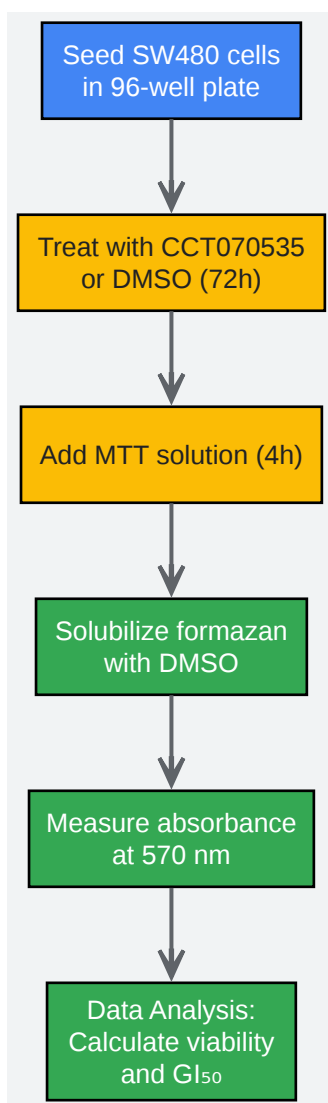 Seed SW480 cells
in 96-well plate
Treat with CCT070535
or DMSO (72h)
Add MTT solution (4h)
Solubilize formazan
with DMSO
Measure absorbance
at 570 nm
Data Analysis:
Calculate viability
and GI₅₀